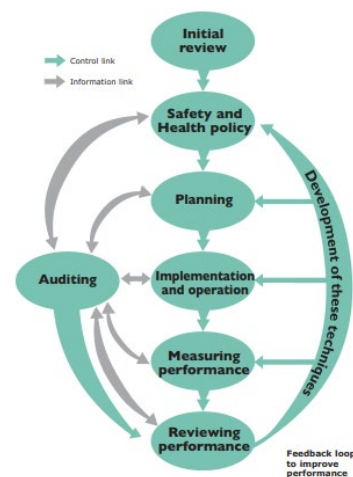 Initial
review
Control link
Information link
Safety and
Health policy
Planning
Auditing
Implementation
and operation
Measuring
performance
Reviewing
performance
Development of these techniques
Feedback loop
to improve
performance